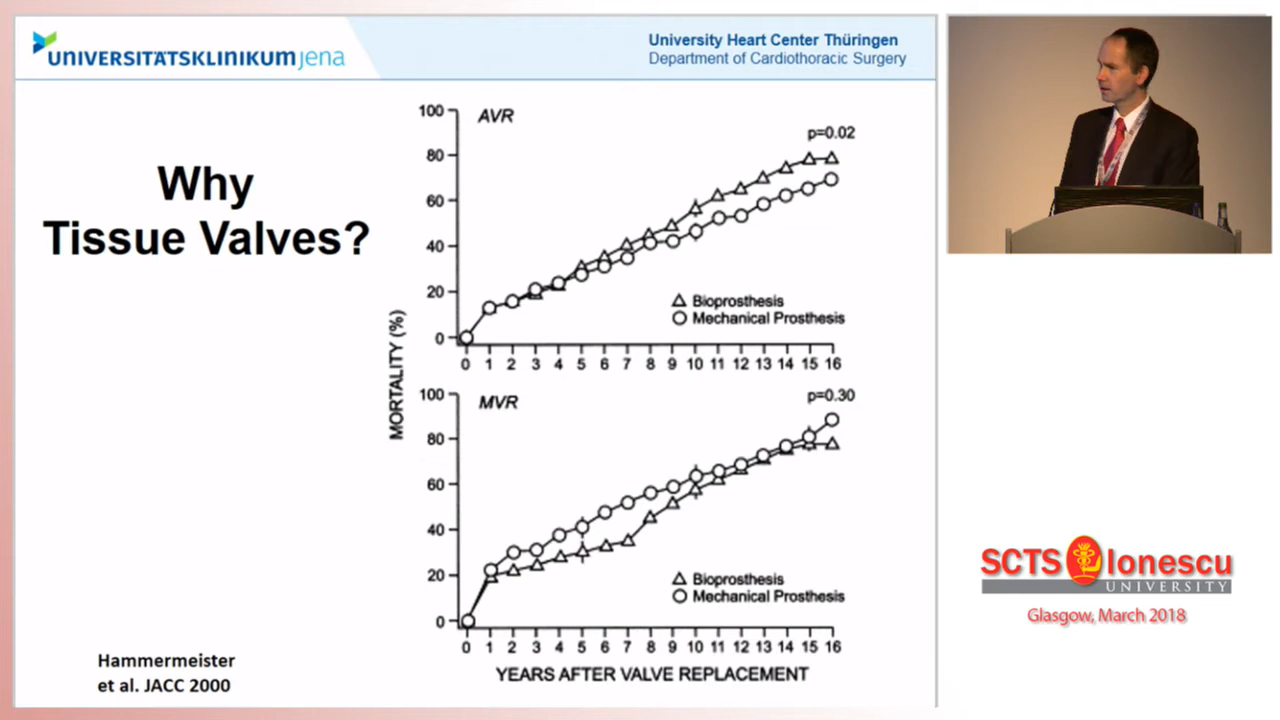 UNIVERSITÄTSKLINIKUM jena
University Heart Center Thüringen
Department of Cardiothoracic Surgery
Why
Tissue Valves?
MORTALITY (%)
AVR
p=0.02
100
80
60
40
20
0
△ Bioprosthesis
○ Mechanical Prosthesis
0 1 2 3 4 5 6 7 8 9 10 11 12 13 14 15 16
MVR
p=0.30
100
80
60
40
20
0
△ Bioprosthesis
○ Mechanical Prosthesis
0 1 2 3 4 5 6 7 8 9 10 11 12 13 14 15 16
YEARS AFTER VALVE REPLACEMENT
Hammermeister
et al. JACC 2000
SCTS Ionescu
UNIVERSITY
Glasgow, March 2018